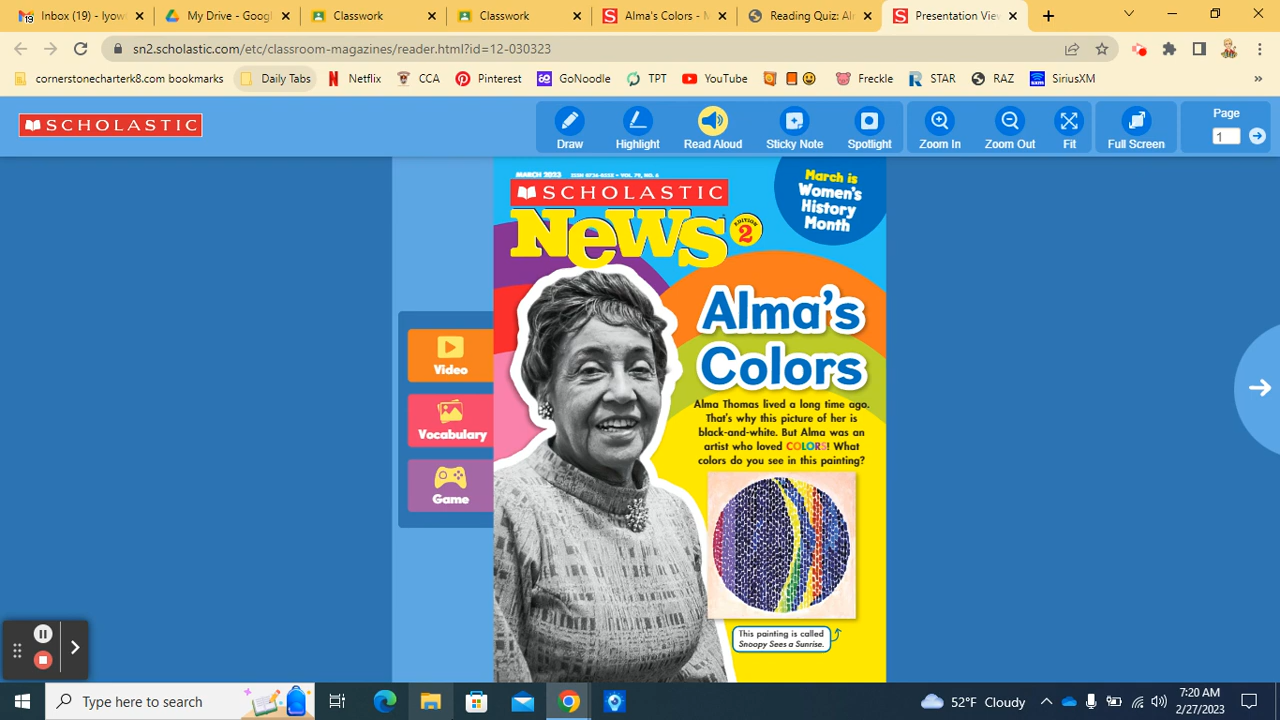 Inbox (19) - lyow
My Drive - Googl
Classwork
Classwork
Alma's Colors - M
Reading Quiz: Al
Presentation View
sn2.scholastic.com/etc/classroom-magazines/reader.html?id=12-030323
cornerstonecharterk8.com bookmarks
Daily Tabs
Netflix
CCA
Pinterest
GoNoodle
TPT
YouTube
Freckle
STAR
RAZ
SiriusXM
SCHOLASTIC
Draw
Highlight
Read Aloud
Sticky Note
Spotlight
Zoom In
Zoom Out
Fit
Full Screen
Page
1
MARCH 2023
SCHOLASTIC
NeWS
EDITION
2
March is
Women's
History
Month
Alma's
Colors
Alma Thomas lived a long time ago.
That's why this picture of her is
black-and-white. But Alma was an
artist who loved COLORS! What
colors do you see in this painting?
This painting is called
Snoopy Sees a Sunrise.
Video
Vocabulary
Game
Type here to search
52°F Cloudy
7:20 AM
2/27/2023